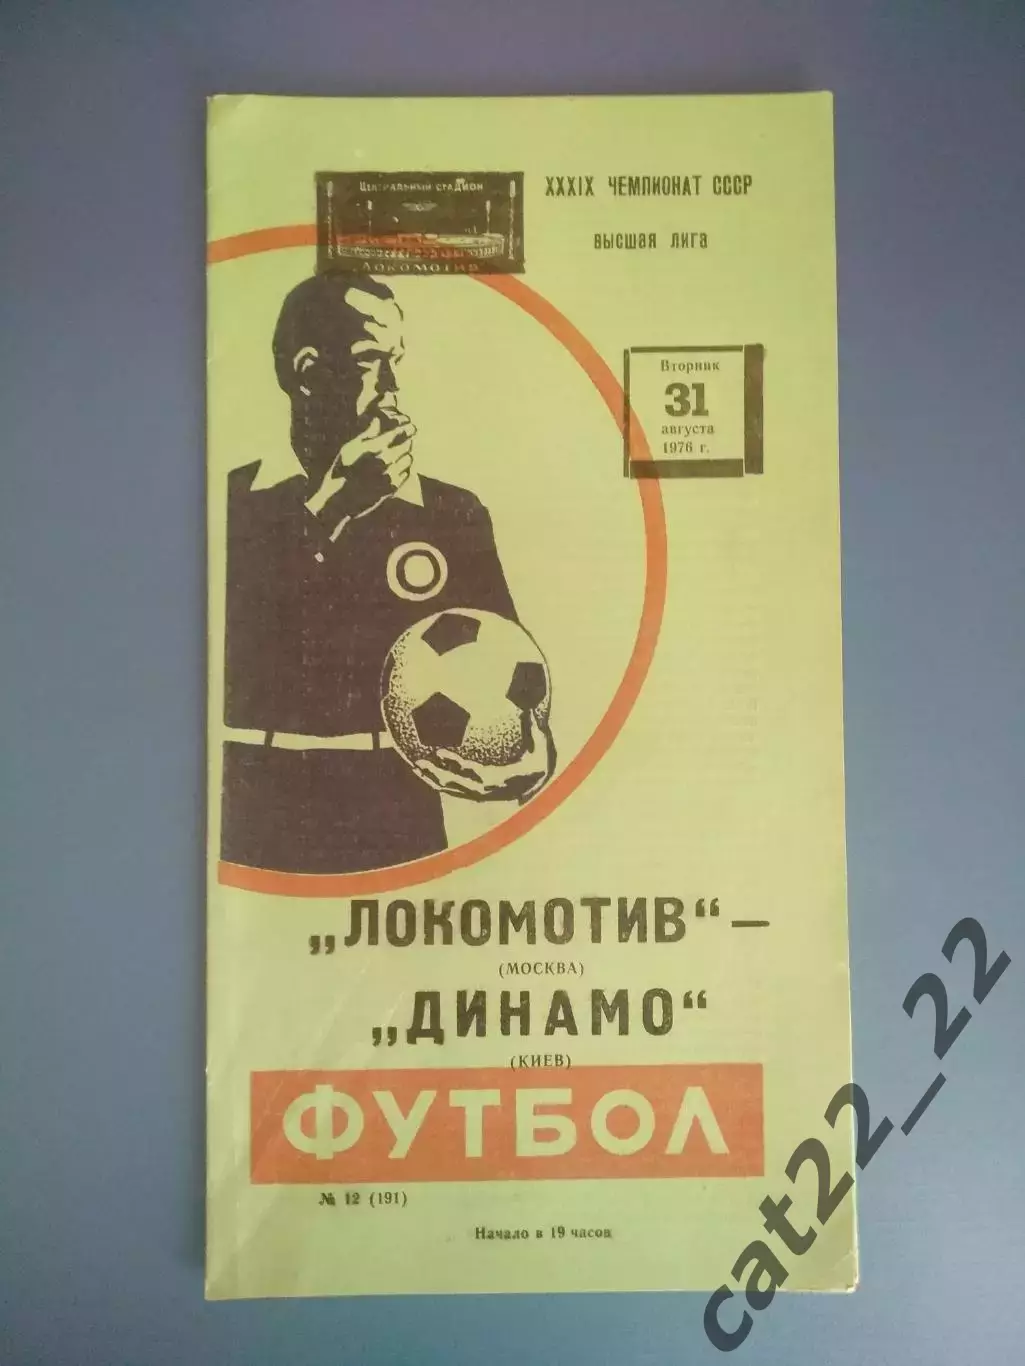 ЦЕНТРАЛЬНЫЙ СТАДИОН
ЛОКОМОТИВ
XXXIX ЧЕМПИОНАТ СССР
ВЫСШАЯ ЛИГА
Вторник
31
августа
1976 г.
„ЛОКОМОТИВ“ —
(МОСКВА)
„ДИНАМО“
(КИЕВ)
ФУТБОЛ
№ 12 (191)
Начало в 19 часов
cat22_22